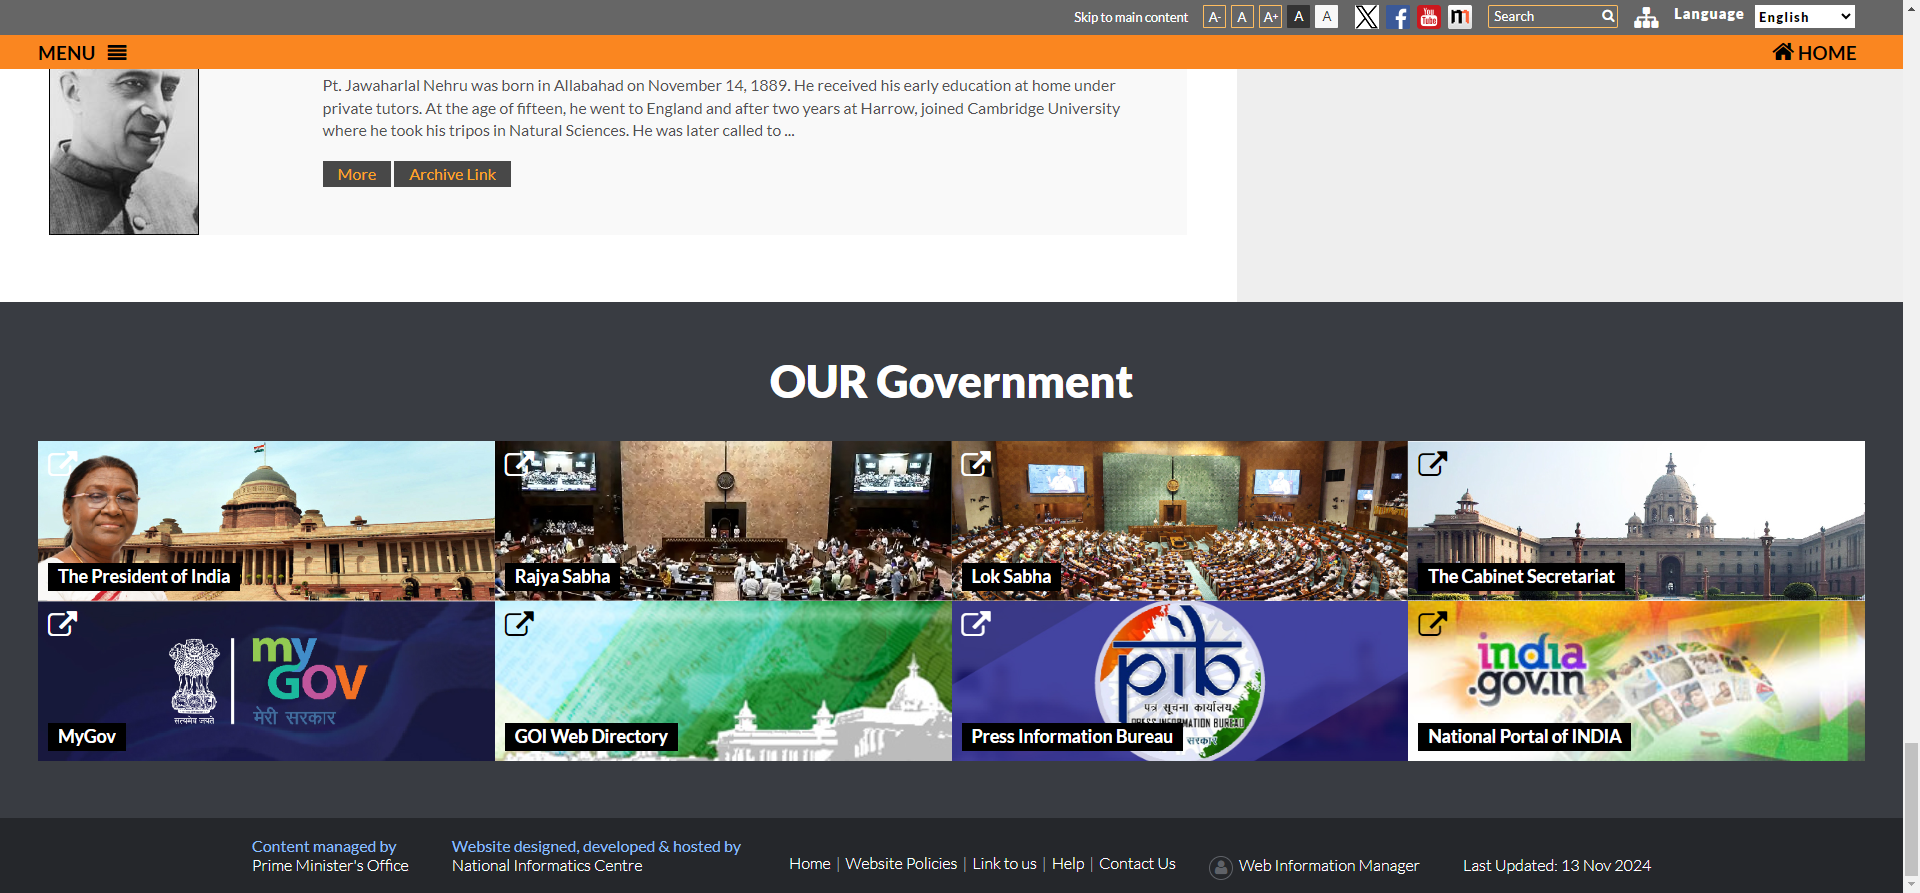 Skip to main content A- A A+ A A Search Language English
MENU HOME
Pt. Jawaharlal Nehru was born in Allabahad on November 14, 1889. He received his early education at home under
private tutors. At the age of fifteen, he went to England and after two years at Harrow, joined Cambridge University
where he took his tripos in Natural Sciences. He was later called to ...
More Archive Link
OUR Government
The President of India
Rajya Sabha
Lok Sabha
The Cabinet Secretariat
सत्यमेव जयते
my
GOV
मेरी सरकार
MyGov
GOI Web Directory
pib
पत्र सूचना कार्यालय
PRESS INFORMATION BUREAU
सरकार
Press Information Bureau
india
.gov.in
National Portal of INDIA
Content managed by
Prime Minister's Office
Website designed, developed & hosted by
National Informatics Centre
Home | Website Policies | Link to us | Help | Contact Us
Web Information Manager
Last Updated: 13 Nov 2024